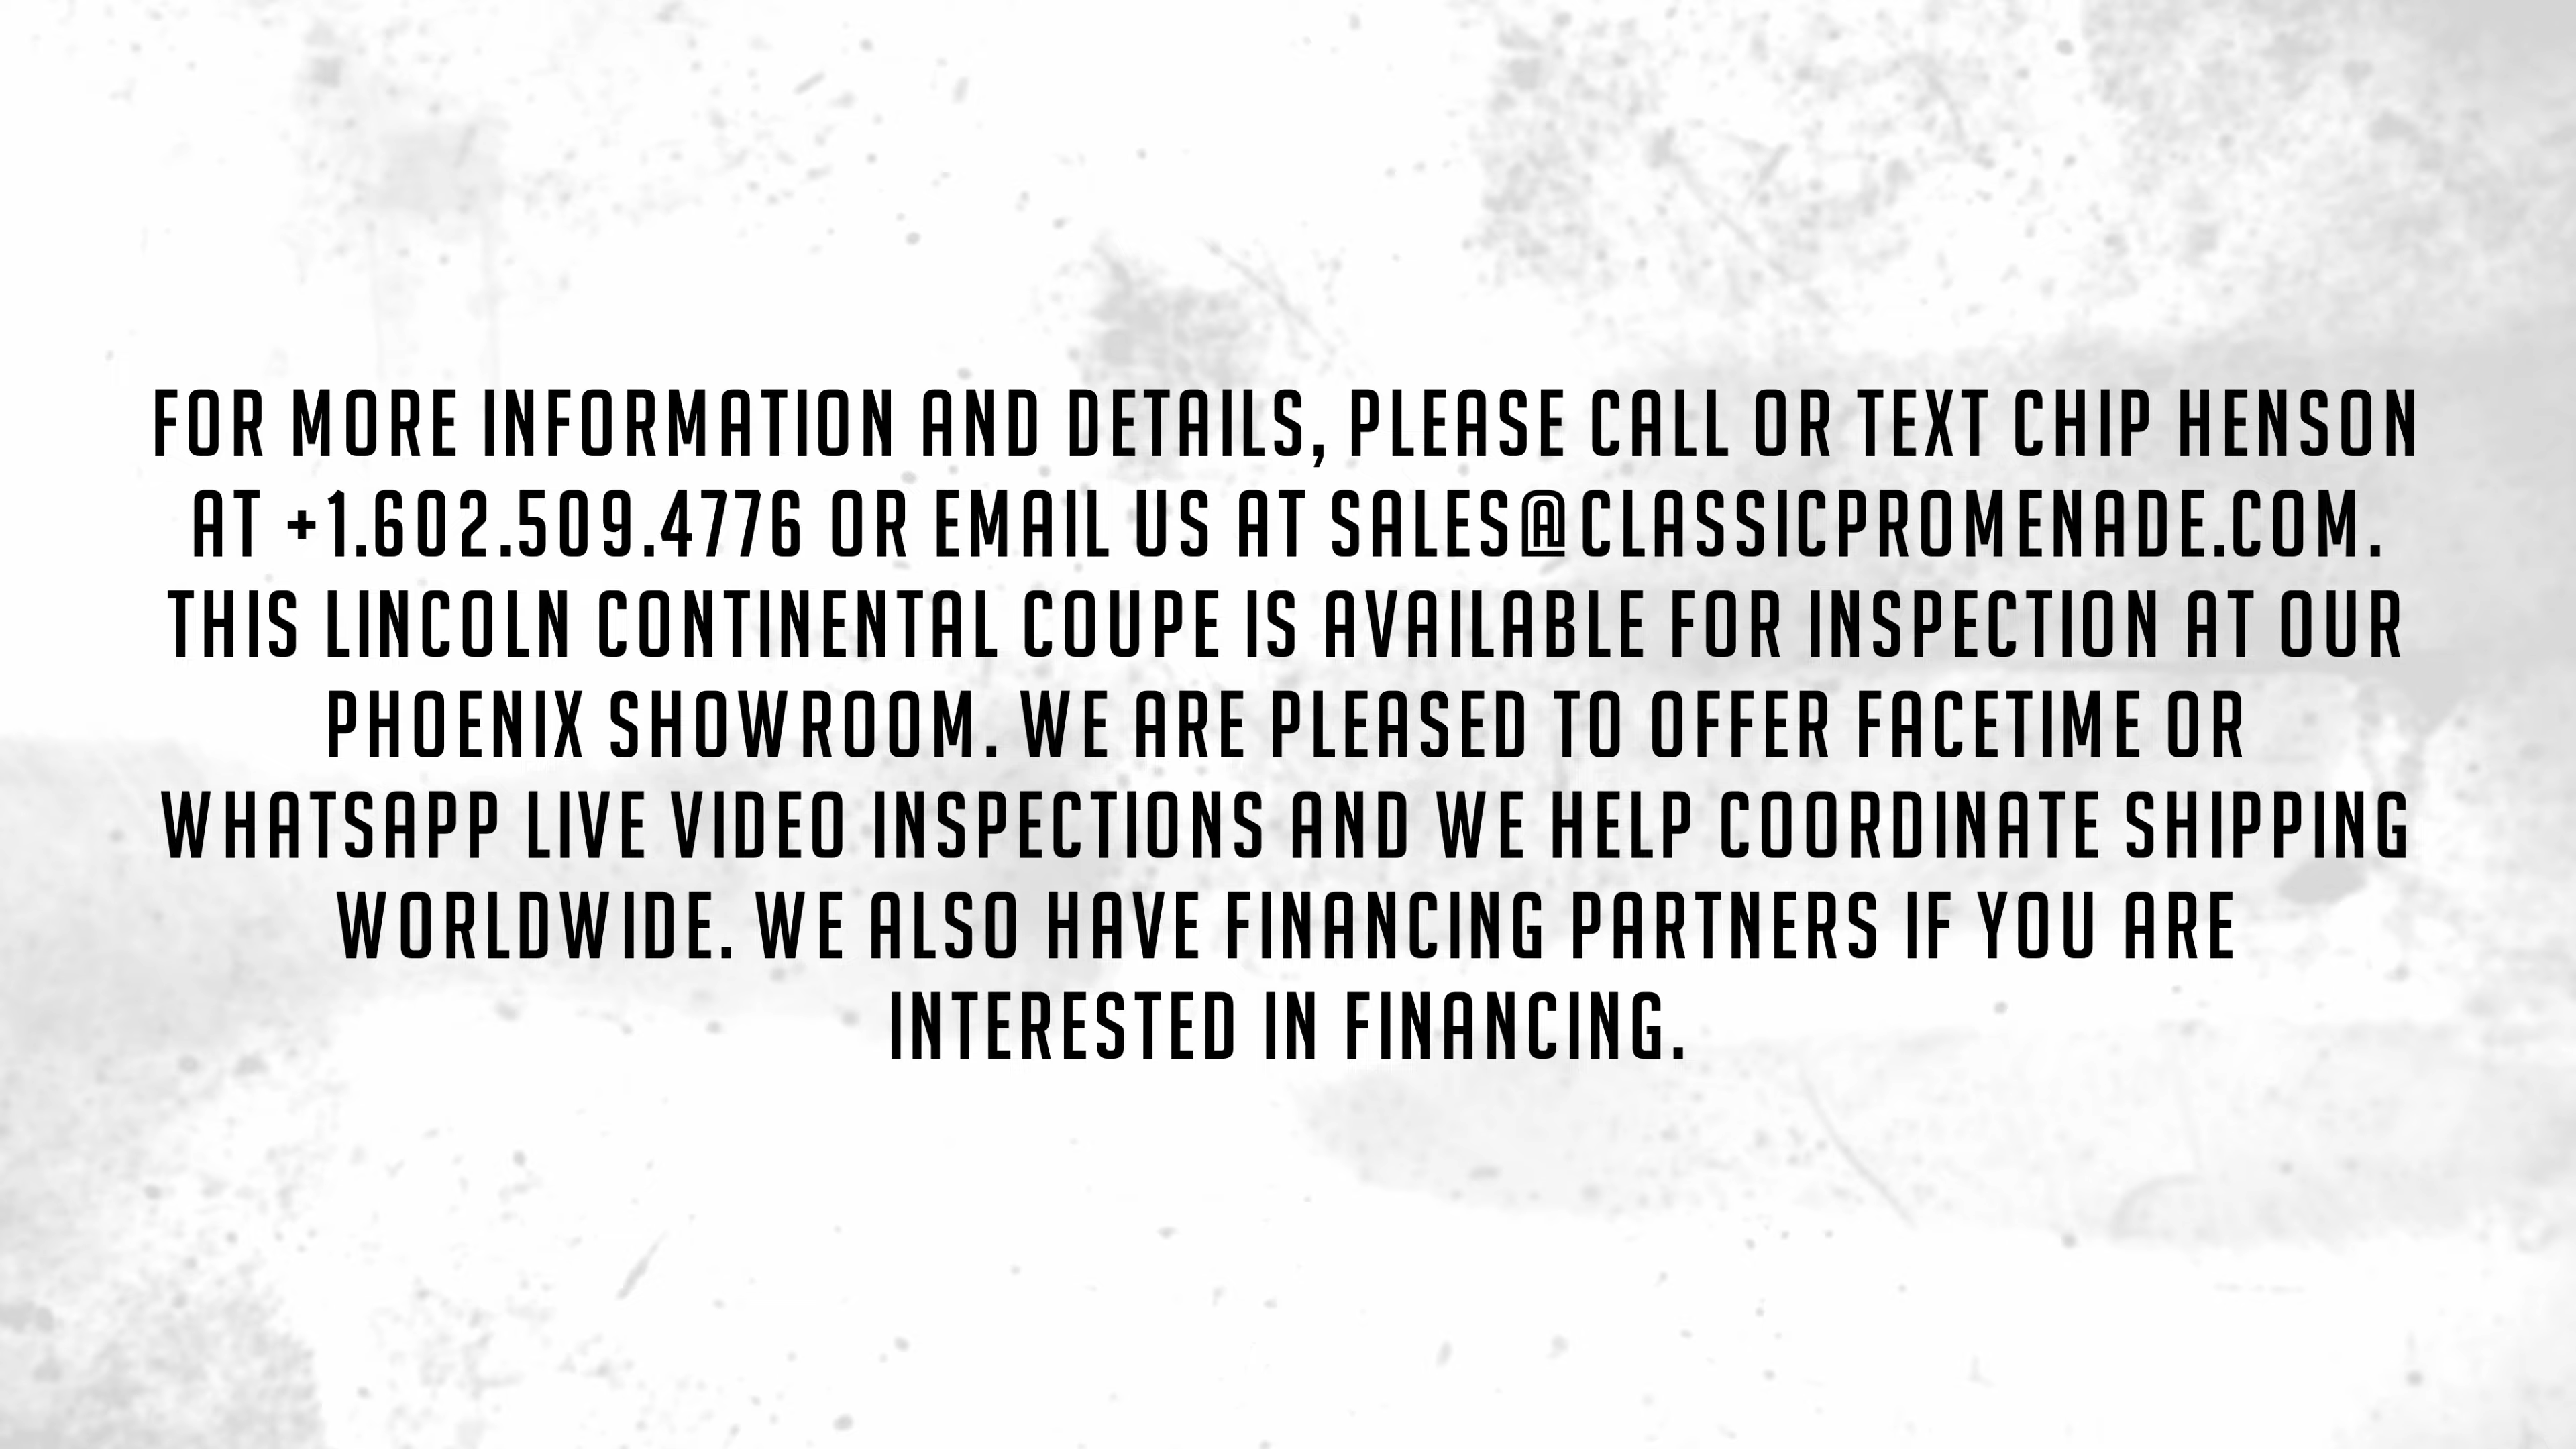 FOR MORE INFORMATION AND DETAILS, PLEASE CALL OR TEXT CHIP HENSON
AT +1.602.509.4776 OR EMAIL US AT SALES@CLASSICPROMENADE.COM.
THIS LINCOLN CONTINENTAL COUPE IS AVAILABLE FOR INSPECTION AT OUR
PHOENIX SHOWROOM. WE ARE PLEASED TO OFFER FACETIME OR
WHATSAPP LIVE VIDEO INSPECTIONS AND WE HELP COORDINATE SHIPPING
WORLDWIDE. WE ALSO HAVE FINANCING PARTNERS IF YOU ARE
INTERESTED IN FINANCING.